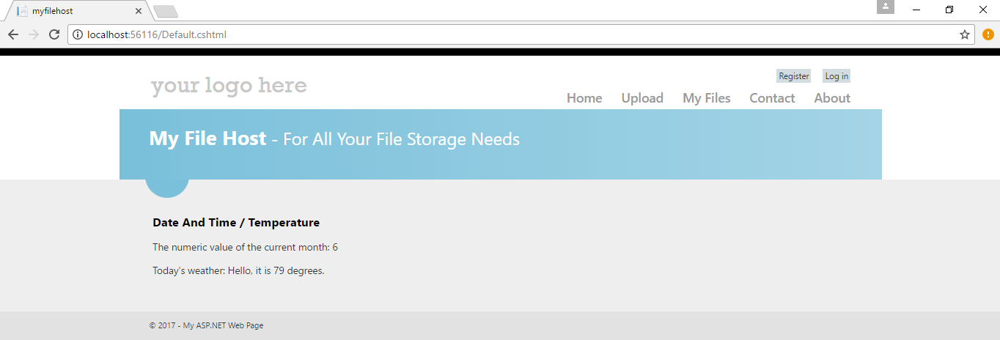 myfilehost
localhost:56116/Default.cshtml
your logo here
Register Log in
Home Upload My Files Contact About
My File Host - For All Your File Storage Needs
Date And Time / Temperature
The numeric value of the current month: 6
Today's weather: Hello, it is 79 degrees.
© 2017 - My ASP.NET Web Page